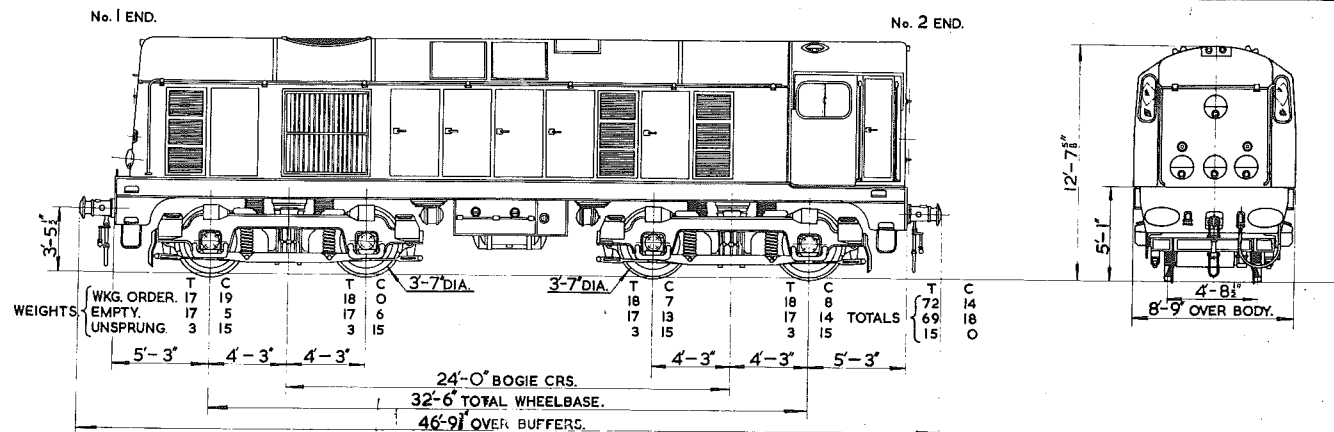 No. 1 END.
No. 2 END.
3'-5½"
12'-7⅝"
5'-1"
3'-7" DIA.
3'-7" DIA.
4'-8½"
8'-9" OVER BODY.
T C T C T C T C T C
WEIGHTS
WKG. ORDER. 17 19 18 0 18 7 18 8 72 14
EMPTY. 17 5 17 6 17 13 17 14 TOTALS 69 18
UNSPRUNG. 3 15 3 15 3 15 3 15 15 0
5'-3" 4'-3" 4'-3" 4'-3" 4'-3" 5'-3"
24'-0" BOGIE CRS.
32'-6" TOTAL WHEELBASE.
46'-9¾" OVER BUFFERS.